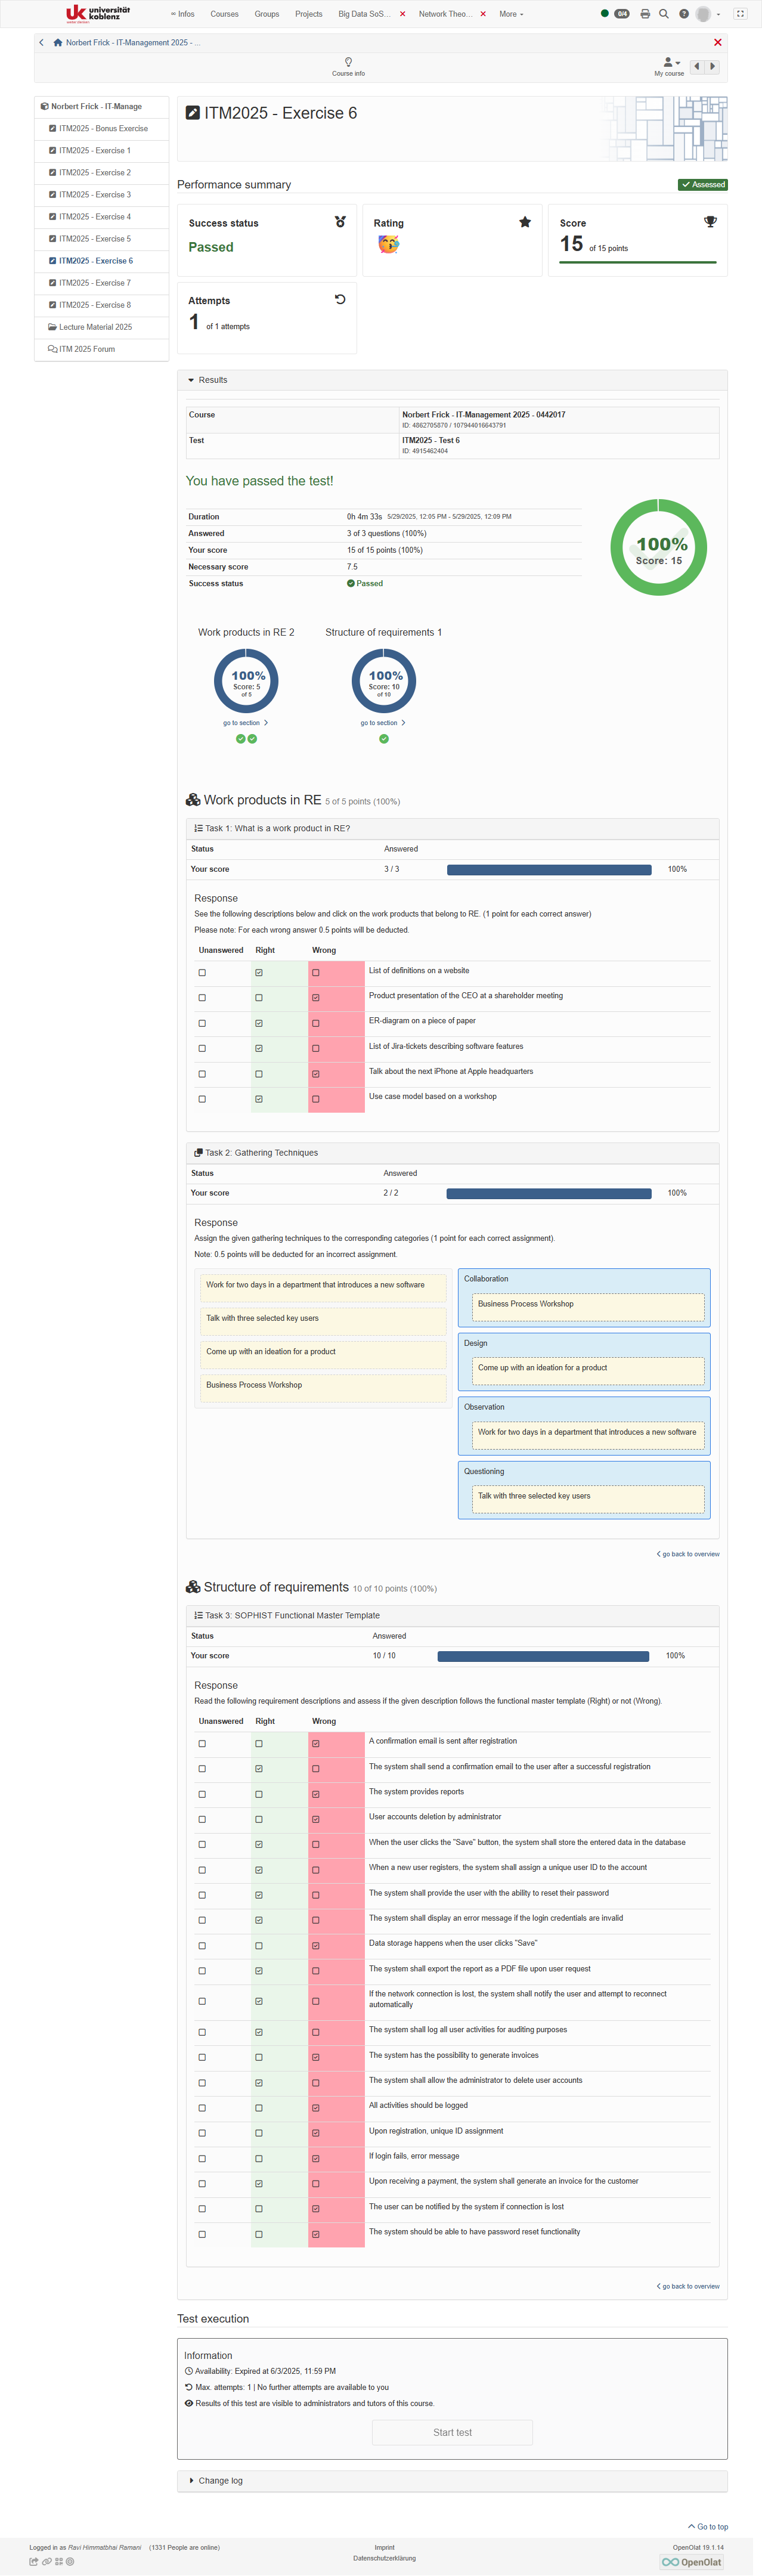 uk universität koblenz
∞ Infos Courses Groups Projects Big Data SoS... Network Theo... More 0/4
Norbert Frick - IT-Management 2025 - ...
Course info
My course
Norbert Frick - IT-Manage
ITM2025 - Bonus Exercise
ITM2025 - Exercise 1
ITM2025 - Exercise 2
ITM2025 - Exercise 3
ITM2025 - Exercise 4
ITM2025 - Exercise 5
ITM2025 - Exercise 6
ITM2025 - Exercise 7
ITM2025 - Exercise 8
Lecture Material 2025
ITM 2025 Forum
ITM2025 - Exercise 6
Performance summary
Assessed
Success status
Passed
Rating
Score
15 of 15 points
Attempts
1 of 1 attempts
Results
Course Norbert Frick - IT-Management 2025 - 0442017
ID: 4862705870 / 107944016643791
Test ITM2025 - Test 6
ID: 4915462404
You have passed the test!
Duration 0h 4m 33s 5/29/2025, 12:05 PM - 5/29/2025, 12:09 PM
Answered 3 of 3 questions (100%)
Your score 15 of 15 points (100%)
Necessary score 7.5
Success status Passed
100%
Score: 15
Work products in RE 2
100%
Score: 5
of 5
go to section
Structure of requirements 1
100%
Score: 10
of 10
go to section
Work products in RE 5 of 5 points (100%)
Task 1: What is a work product in RE?
Status Answered
Your score 3 / 3 100%
Response
See the following descriptions below and click on the work products that belong to RE. (1 point for each correct answer)
Please note: For each wrong answer 0.5 points will be deducted.
Unanswered Right Wrong
List of definitions on a website
Product presentation of the CEO at a shareholder meeting
ER-diagram on a piece of paper
List of Jira-tickets describing software features
Talk about the next iPhone at Apple headquarters
Use case model based on a workshop
Task 2: Gathering Techniques
Status Answered
Your score 2 / 2 100%
Response
Assign the given gathering techniques to the corresponding categories (1 point for each correct assignment).
Note: 0.5 points will be deducted for an incorrect assignment.
Work for two days in a department that introduces a new software
Talk with three selected key users
Come up with an ideation for a product
Business Process Workshop
Collaboration
Business Process Workshop
Design
Come up with an ideation for a product
Observation
Work for two days in a department that introduces a new software
Questioning
Talk with three selected key users
go back to overview
Structure of requirements 10 of 10 points (100%)
Task 3: SOPHIST Functional Master Template
Status Answered
Your score 10 / 10 100%
Response
Read the following requirement descriptions and assess if the given description follows the functional master template (Right) or not (Wrong).
Unanswered Right Wrong
A confirmation email is sent after registration
The system shall send a confirmation email to the user after a successful registration
The system provides reports
User accounts deletion by administrator
When the user clicks the "Save" button, the system shall store the entered data in the database
When a new user registers, the system shall assign a unique user ID to the account
The system shall provide the user with the ability to reset their password
The system shall display an error message if the login credentials are invalid
Data storage happens when the user clicks "Save"
The system shall export the report as a PDF file upon user request
If the network connection is lost, the system shall notify the user and attempt to reconnect
automatically
The system shall log all user activities for auditing purposes
The system has the possibility to generate invoices
The system shall allow the administrator to delete user accounts
All activities should be logged
Upon registration, unique ID assignment
If login fails, error message
Upon receiving a payment, the system shall generate an invoice for the customer
The user can be notified by the system if connection is lost
The system should be able to have password reset functionality
go back to overview
Test execution
Information
Availability: Expired at 6/3/2025, 11:59 PM
Max. attempts: 1 | No further attempts are available to you
Results of this test are visible to administrators and tutors of this course.
Start test
Change log
Go to top
Logged in as Ravi Himmatbhai Ramani (1331 People are online)
Imprint
Datenschutzerklärung
OpenOlat 19.1.14
OpenOlat